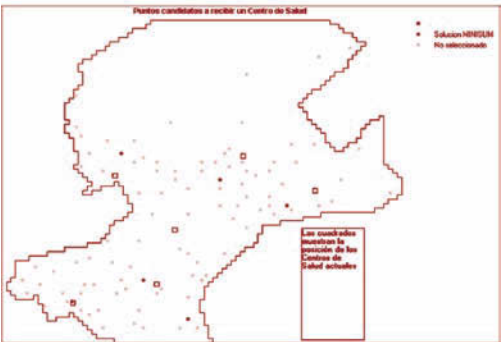 Puntos candidatos a recibir un Centro de Salud
Solucion MINISUM
No seleccionado
Los cuadrados
muestran la
posición de los
Centros de
Salud actuales